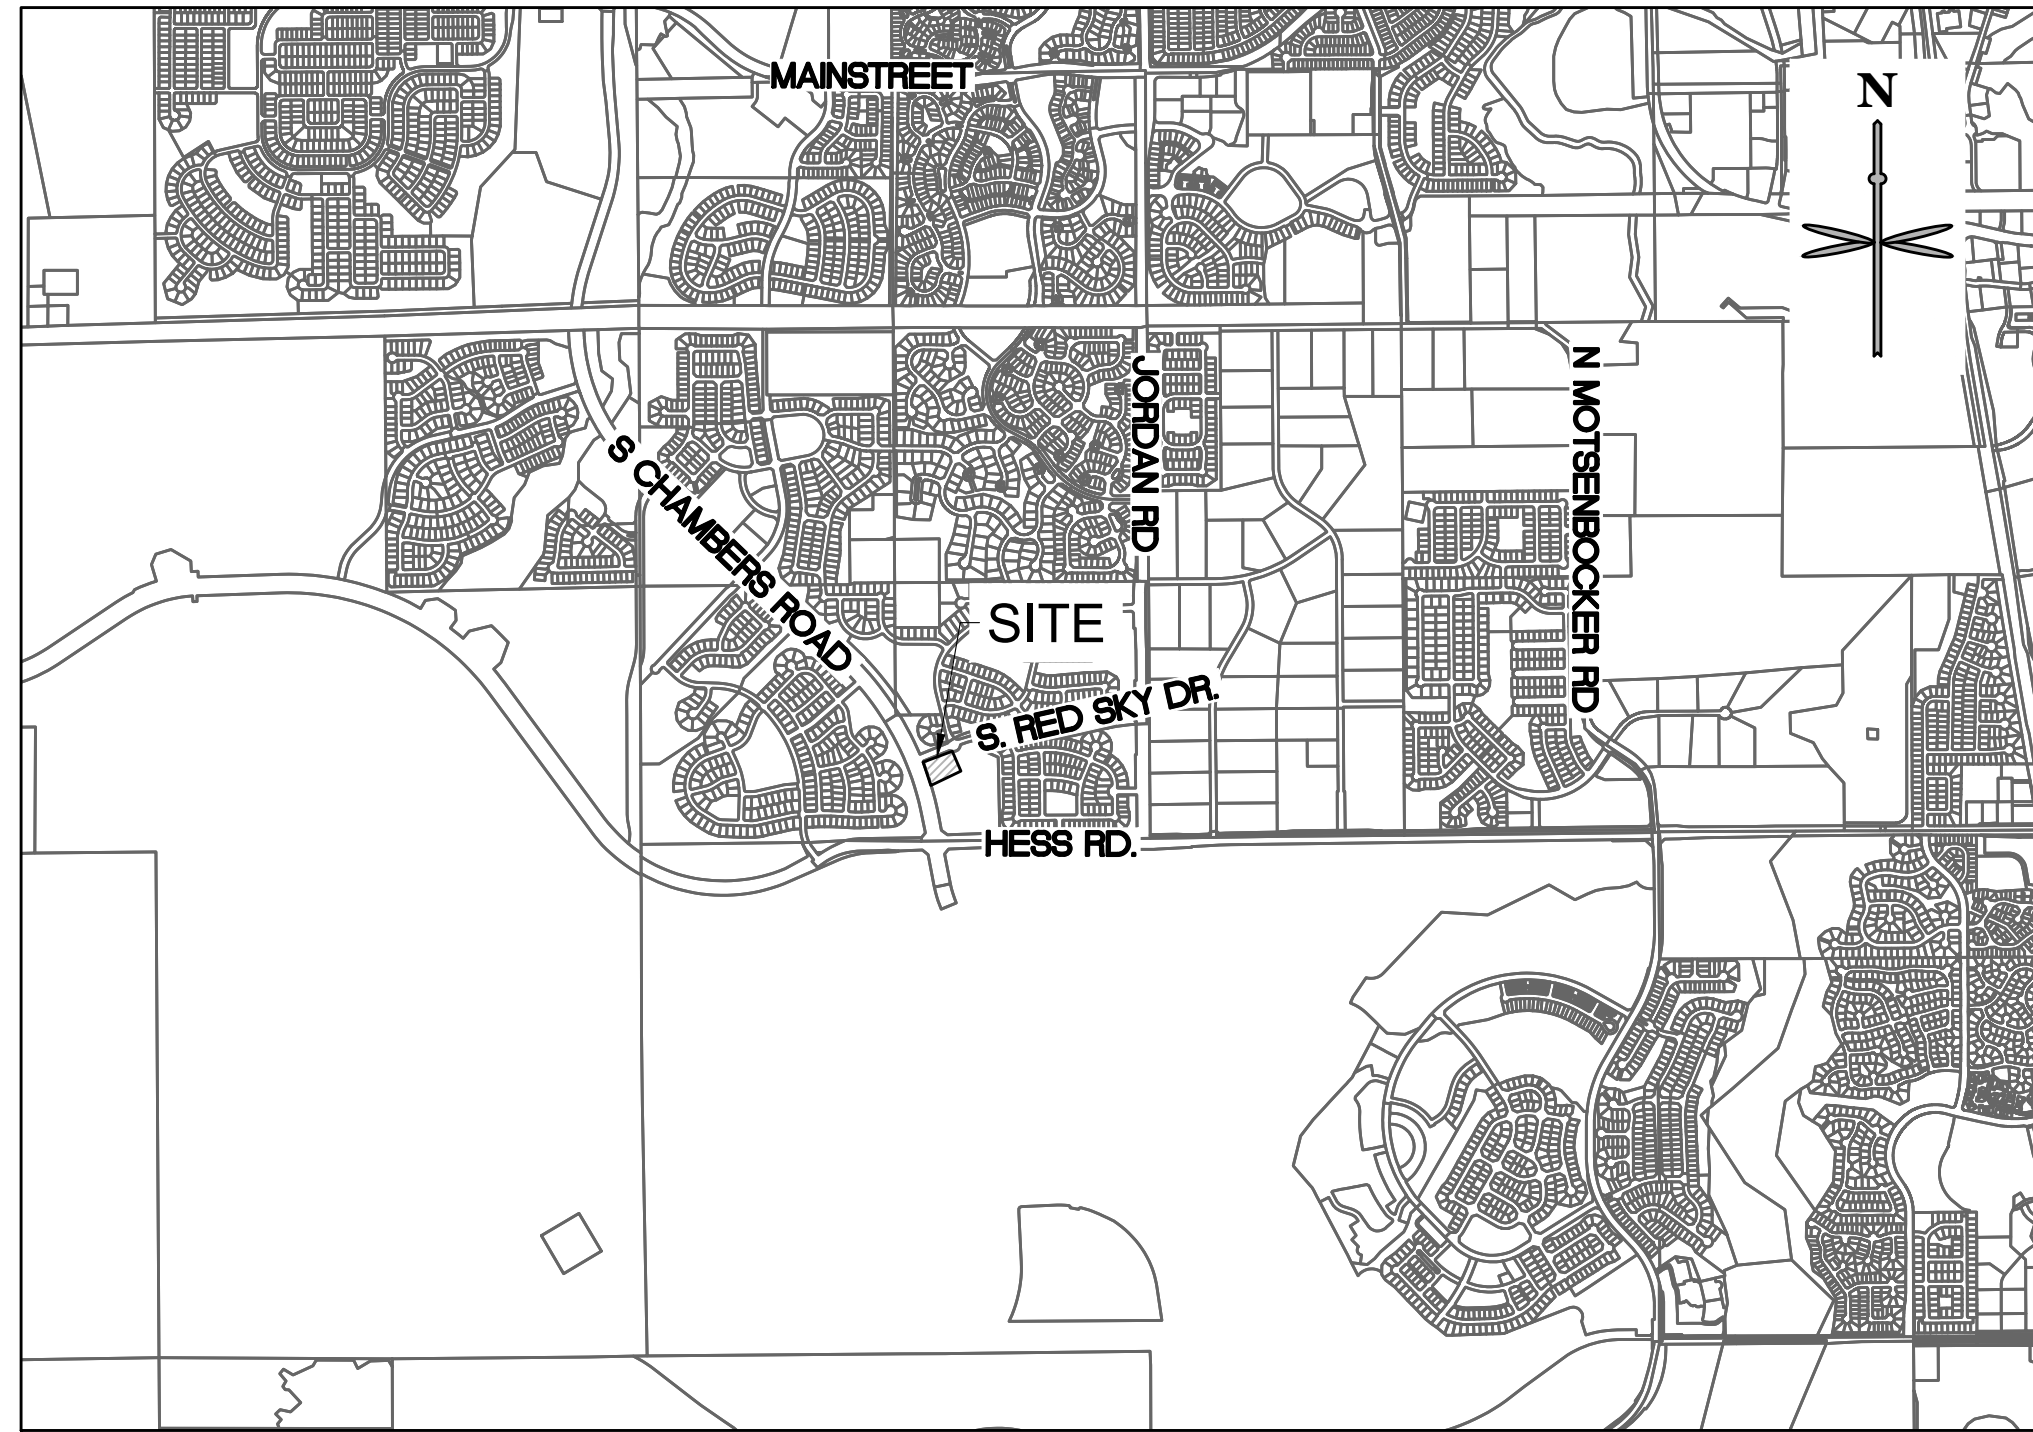 MAINSTREET
N
JORDAN RD
N MOTSENBOCKER RD
S CHAMBERS ROAD
SITE
S. RED SKY DR.
HESS RD.